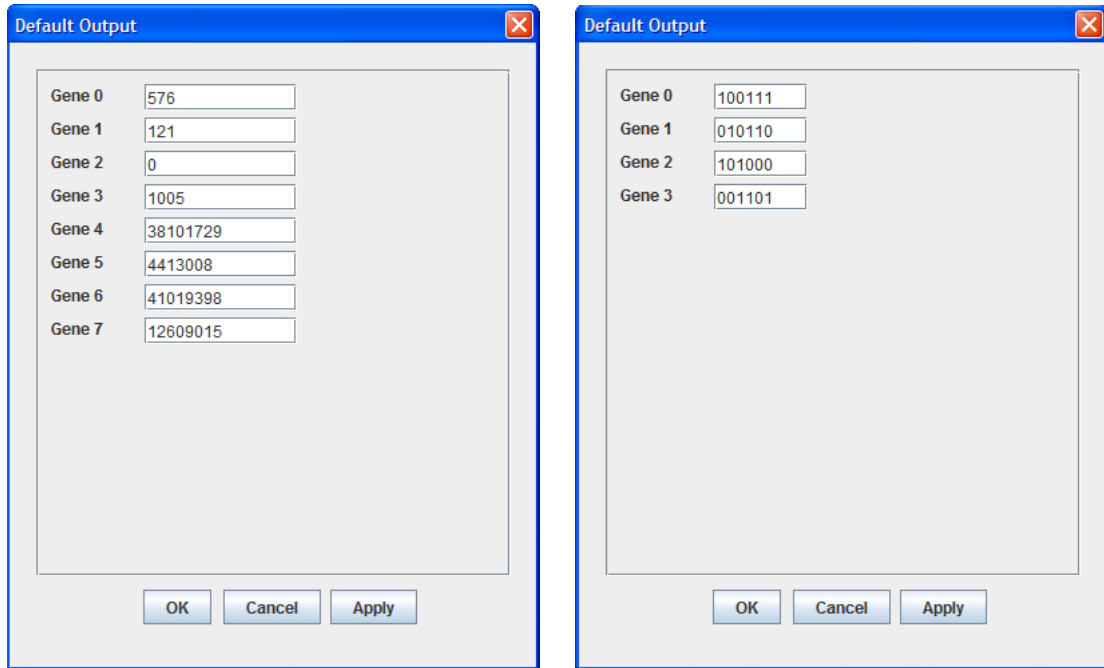 Default Output
Gene 0 576
Gene 1 121
Gene 2 0
Gene 3 1005
Gene 4 38101729
Gene 5 4413008
Gene 6 41019398
Gene 7 12609015
OK Cancel Apply
Default Output
Gene 0 100111
Gene 1 010110
Gene 2 101000
Gene 3 001101
OK Cancel Apply